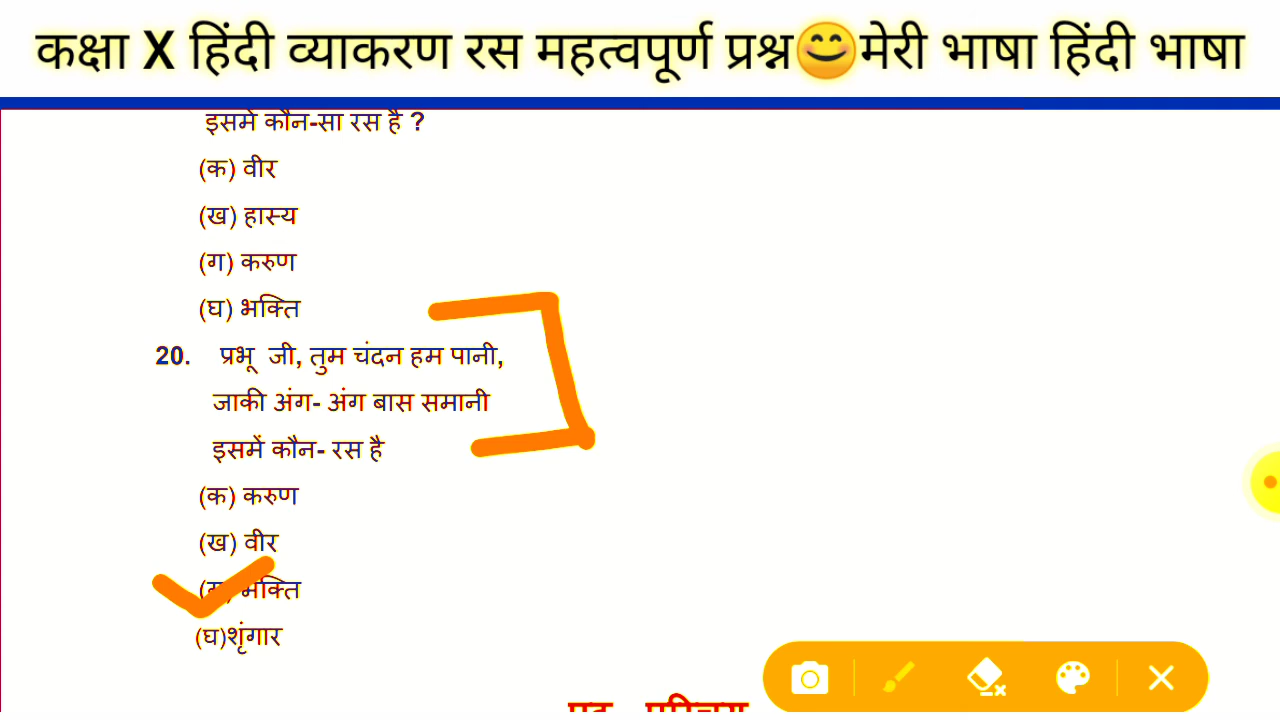 कक्षा X हिंदी व्याकरण रस महत्वपूर्ण प्रश्न😊मेरी भाषा हिंदी भाषा
इसमें कौन-सा रस है ?
(क) वीर
(ख) हास्य
(ग) करुण
(घ) भक्ति
20. प्रभू जी, तुम चंदन हम पानी,
जाकी अंग- अंग बास समानी
इसमें कौन- रस है
(क) करुण
(ख) वीर
(ग) भक्ति
(घ)शृंगार